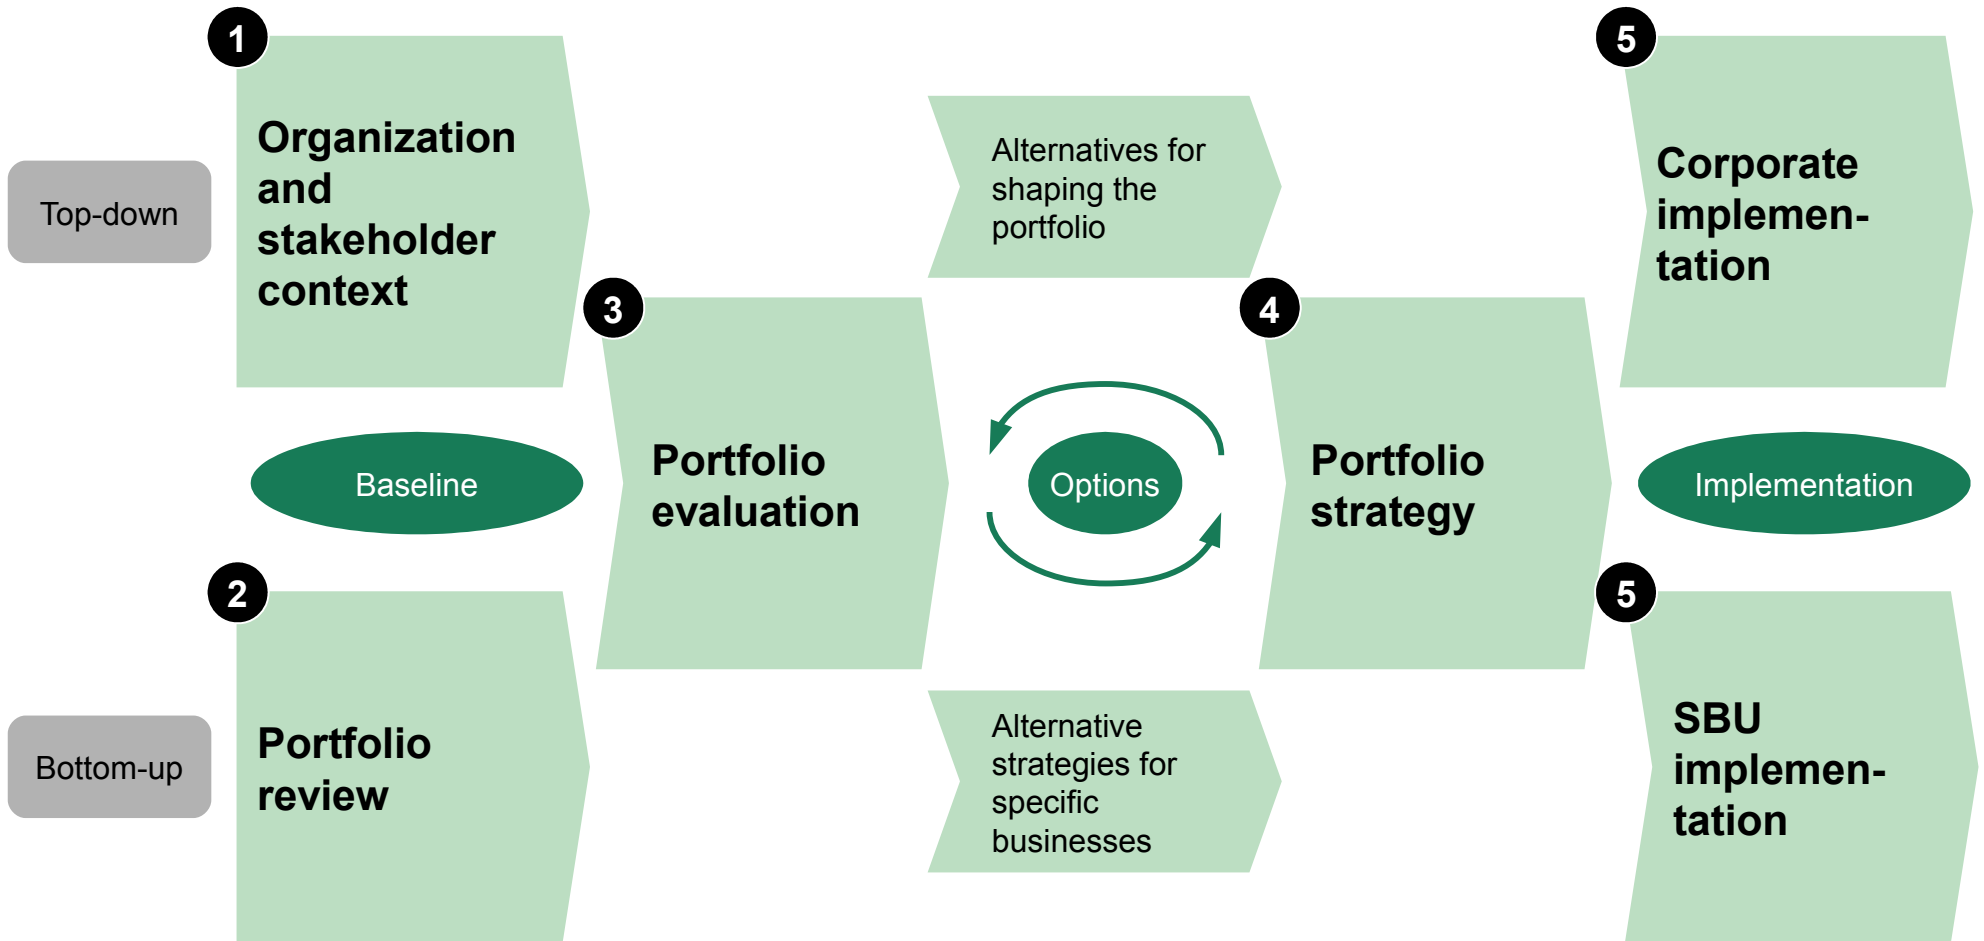 1
Organization
and
stakeholder
context
Top-down
Alternatives for
shaping the
portfolio
5
Corporate
implemen-
tation
3
Portfolio
evaluation
4
Portfolio
strategy
Baseline
Options
Implementation
2
Portfolio
review
Bottom-up
Alternative
strategies for
specific
businesses
5
SBU
implemen-
tation